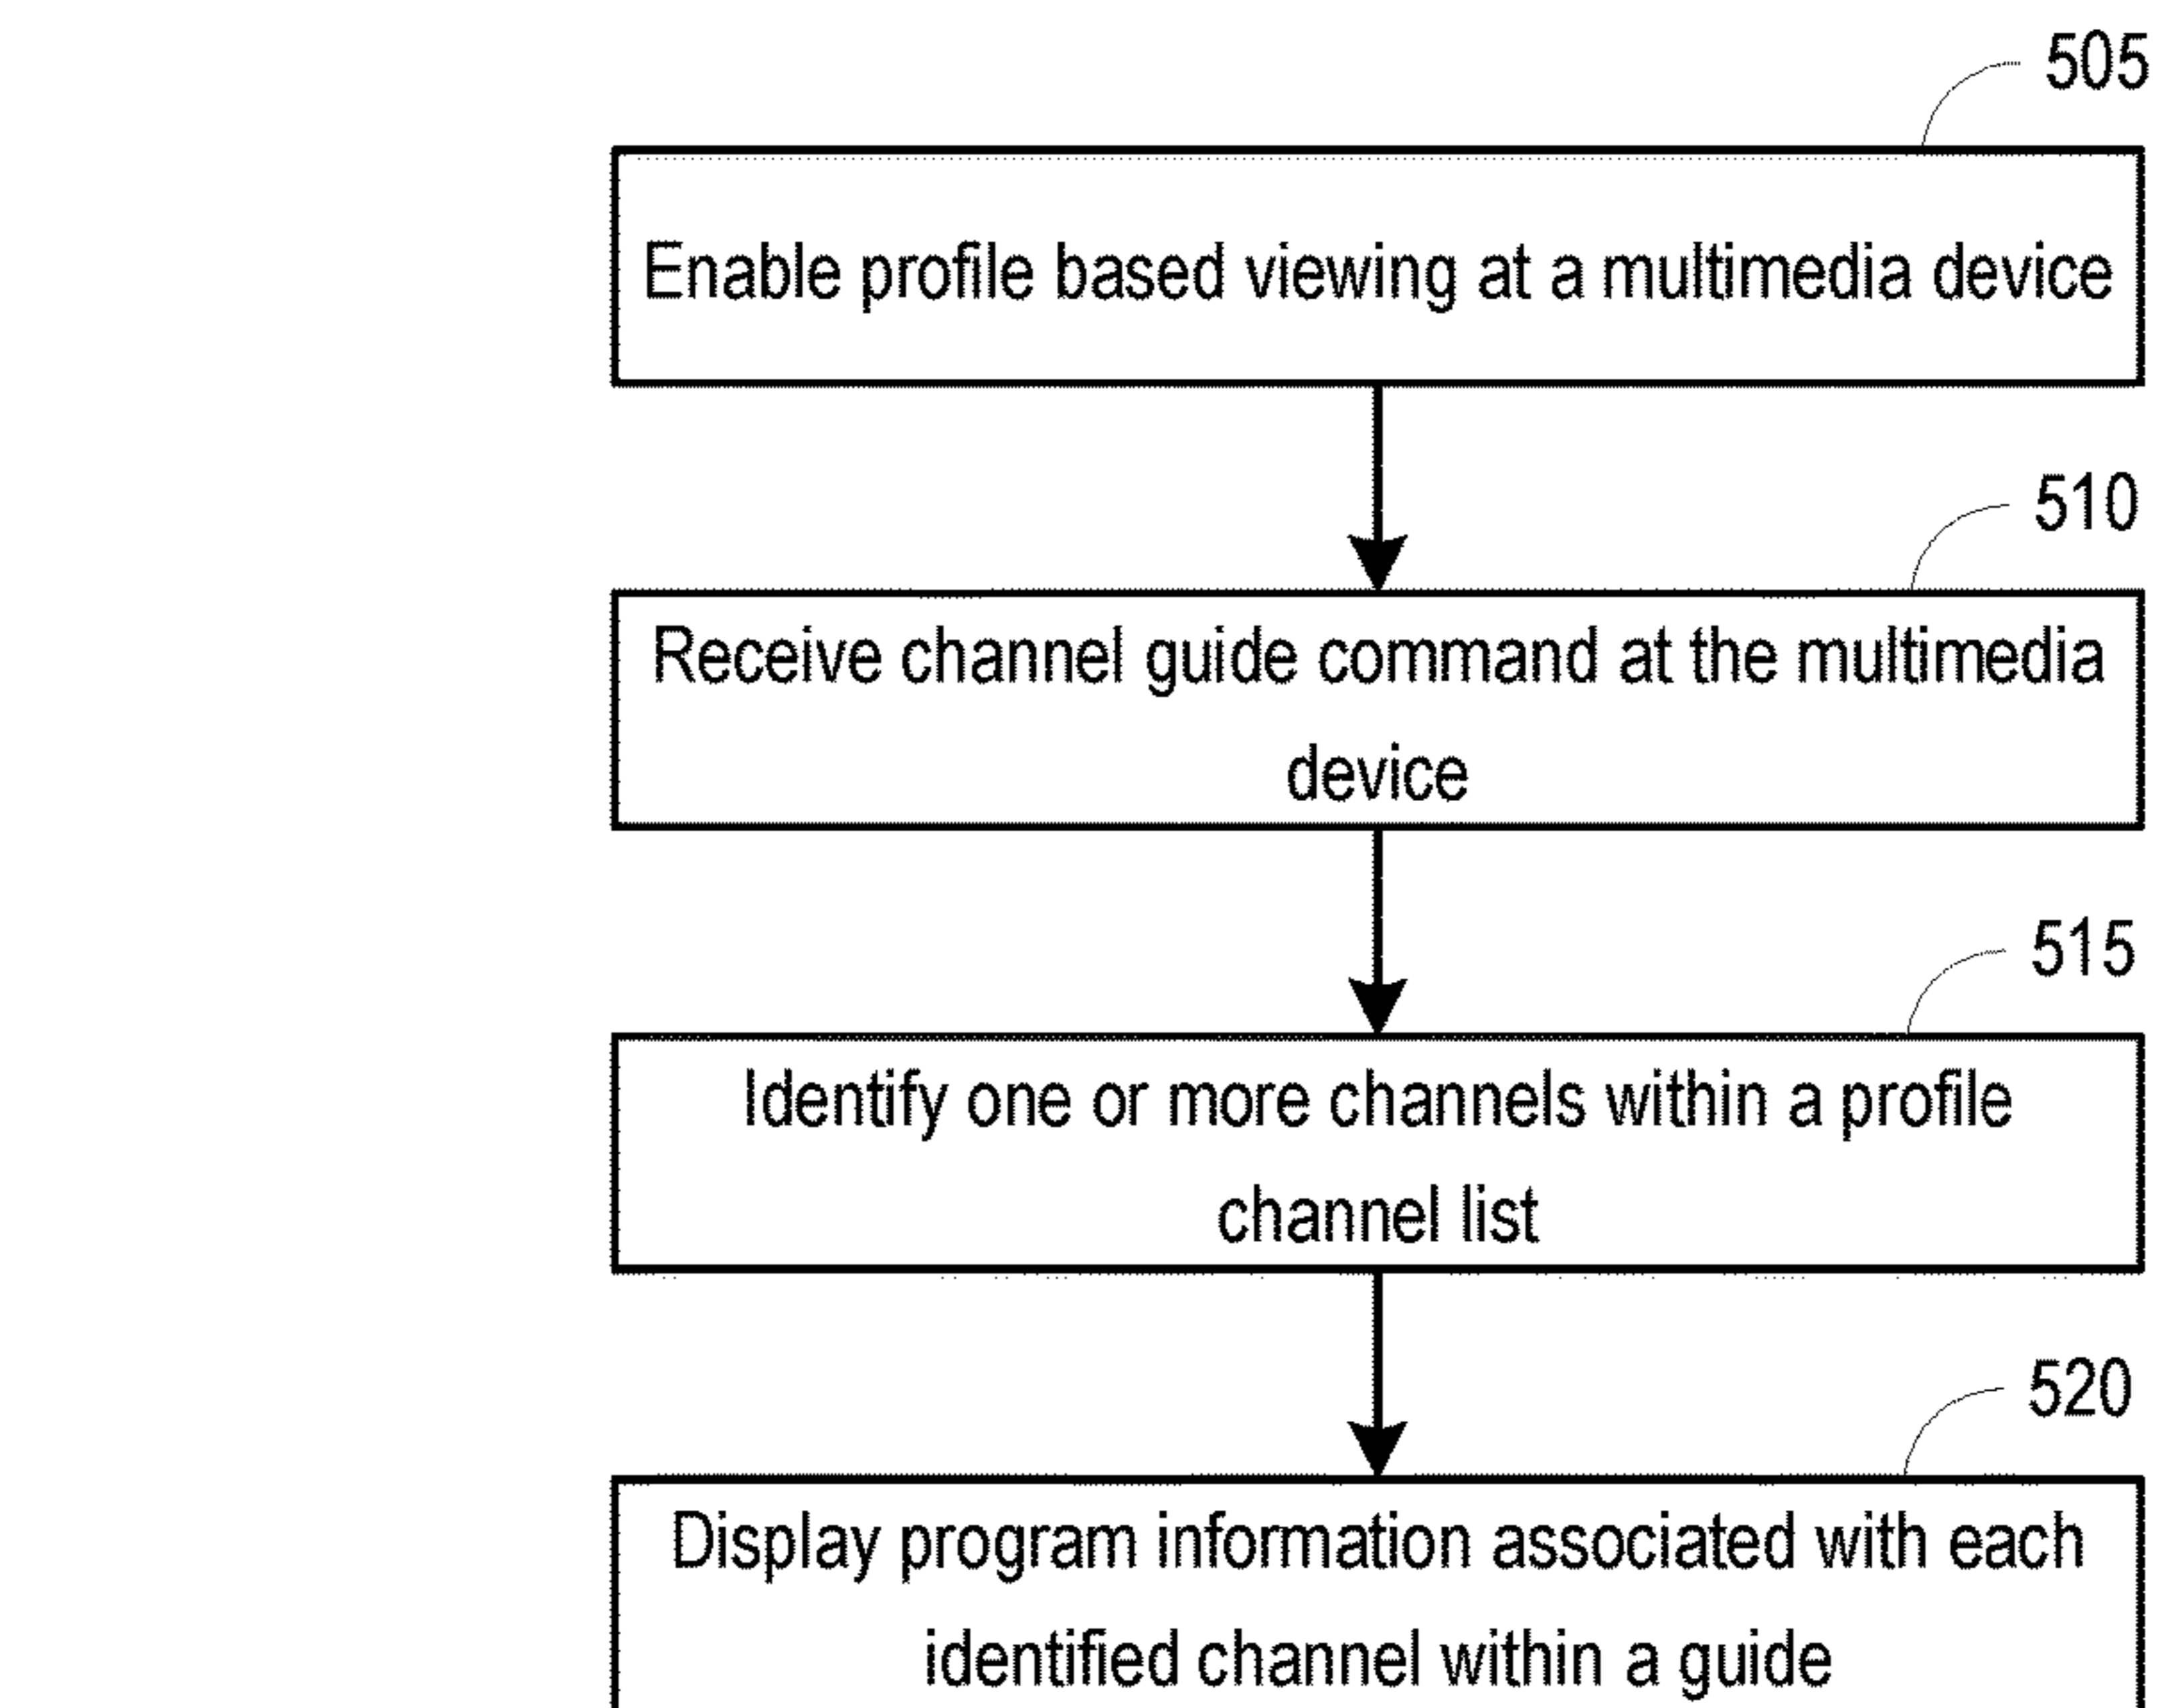 505
Enable profile based viewing at a multimedia device
510
Receive channel guide command at the multimedia
device
515
Identify one or more channels within a profile
channel list
520
Display program information associated with each
identified channel within a guide